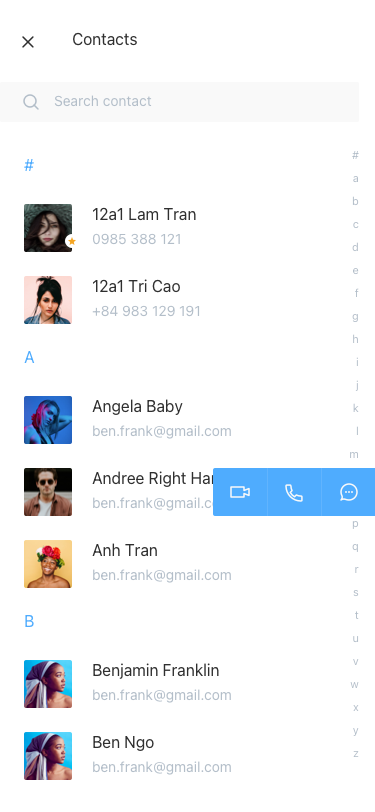 Contacts
Search contact
#
12a1 Lam Tran
0985 388 121
12a1 Tri Cao
+84 983 129 191
A
Angela Baby
ben.frank@gmail.com
Andree Right
ben.frank@gmail
Anh Tran
ben.frank@gmail.com
B
Benjamin Franklin
ben.frank@gmail.com
Ben Ngo
ben.frank@gmail.com
#
a
b
c
d
e
f
g
h
i
j
k
l
m
p
q
r
s
t
u
v
w
x
y
z